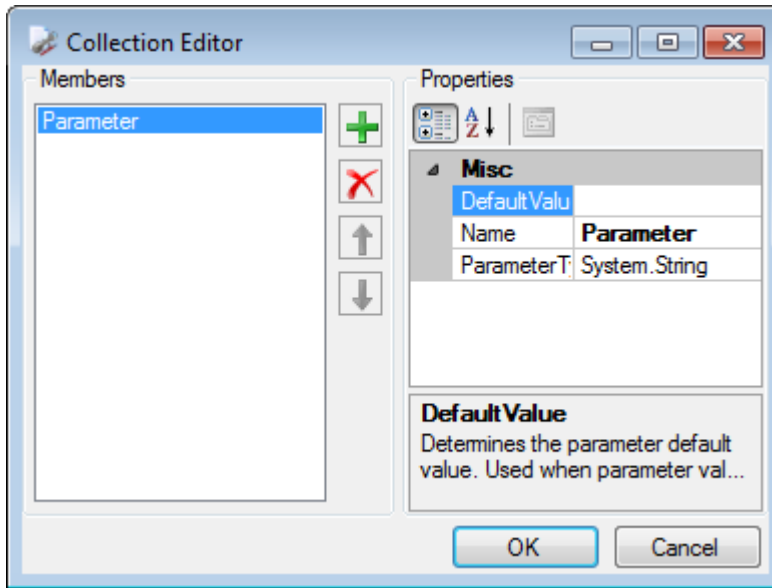 Collection Editor
Members
Parameter
Properties
A
Z
Misc
DefaultValu
Name Parameter
ParameterT System.String
DefaultValue
Determines the parameter default
value. Used when parameter val...
OK Cancel